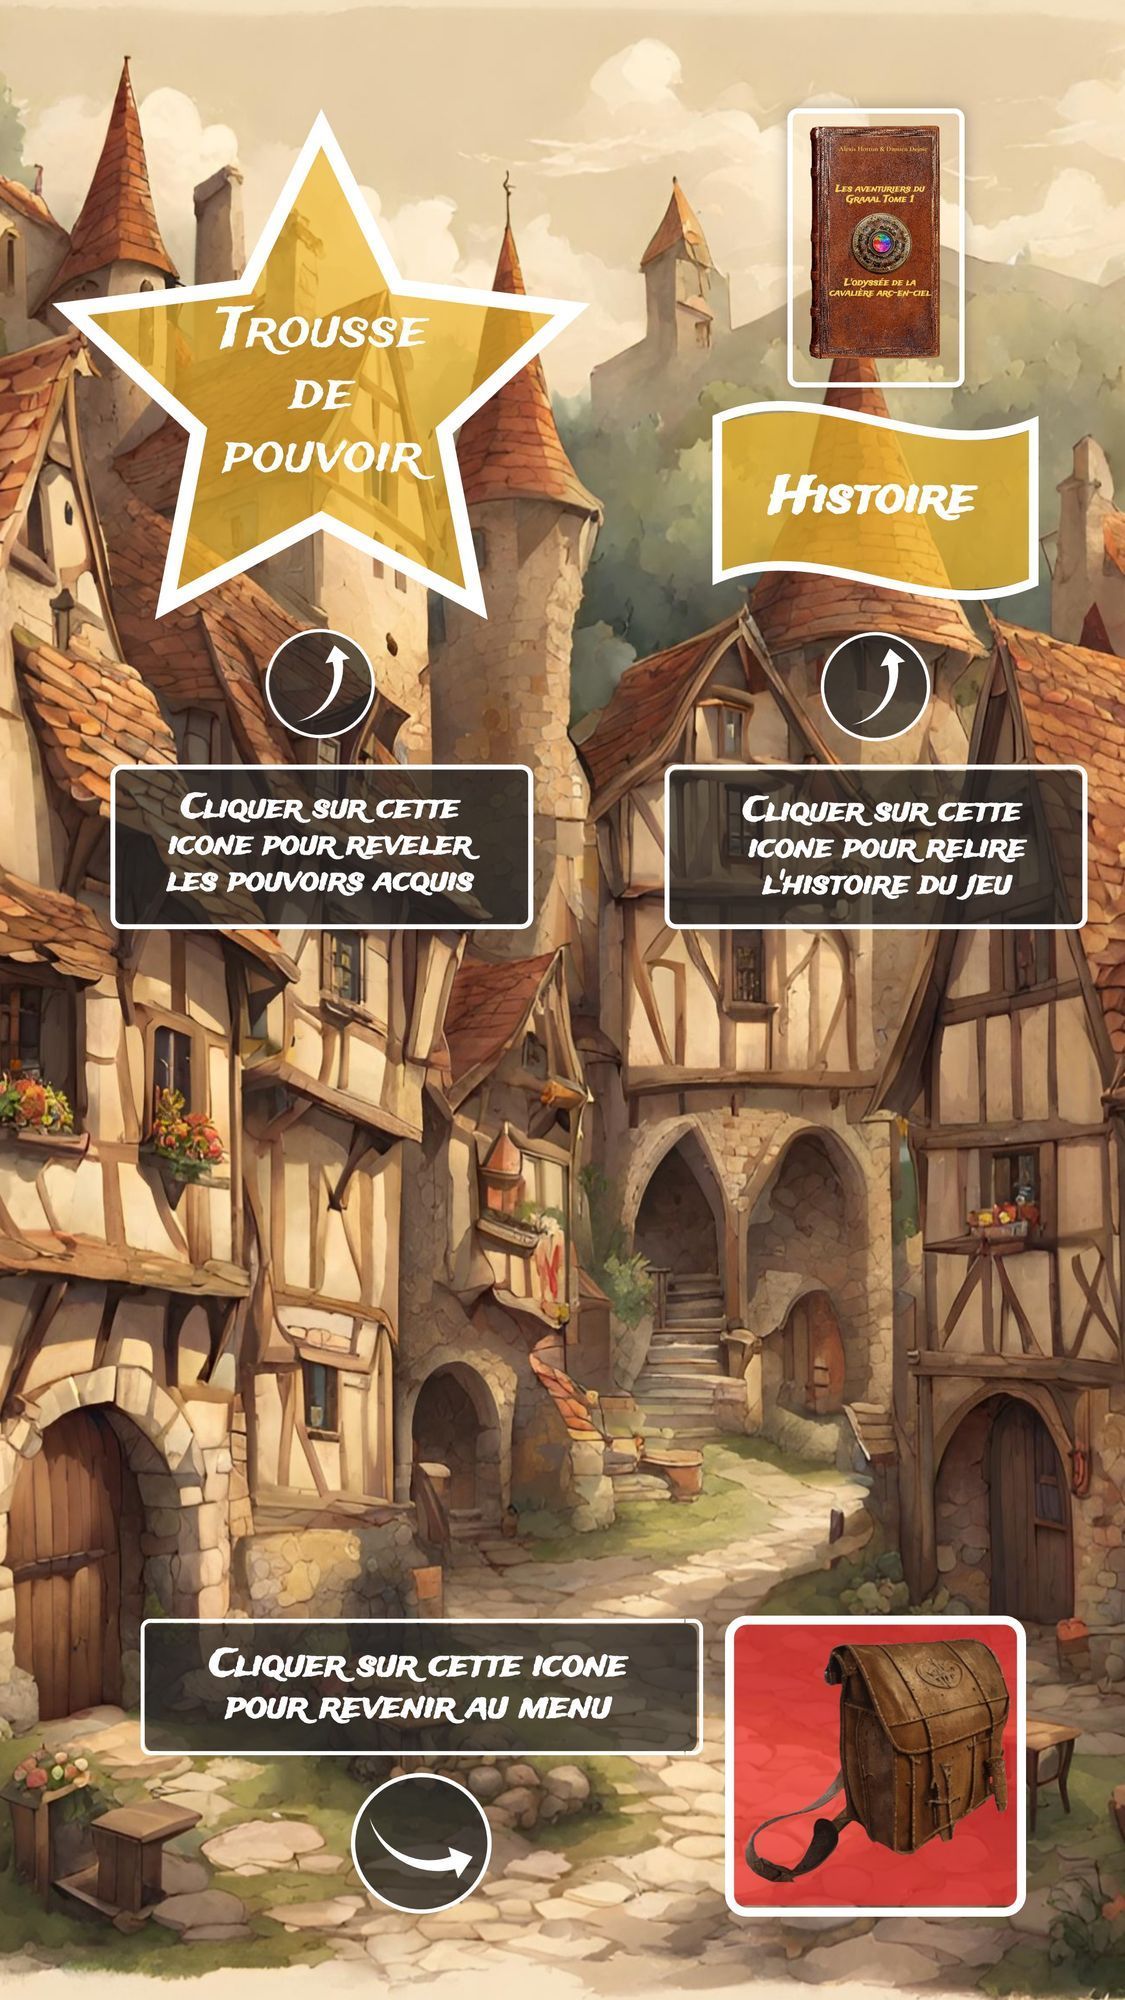 Trousse
de
pouvoir
Alexis Horrun & Damien Dejoie
Les aventuriers du
Graaal Tome 1
L'odyssée de la
cavalière arc-en-ciel
Histoire
Cliquer sur cette
icone pour reveler
les pouvoirs acquis
Cliquer sur cette
icone pour relire
l'histoire du jeu
Cliquer sur cette icone
pour revenir au menu